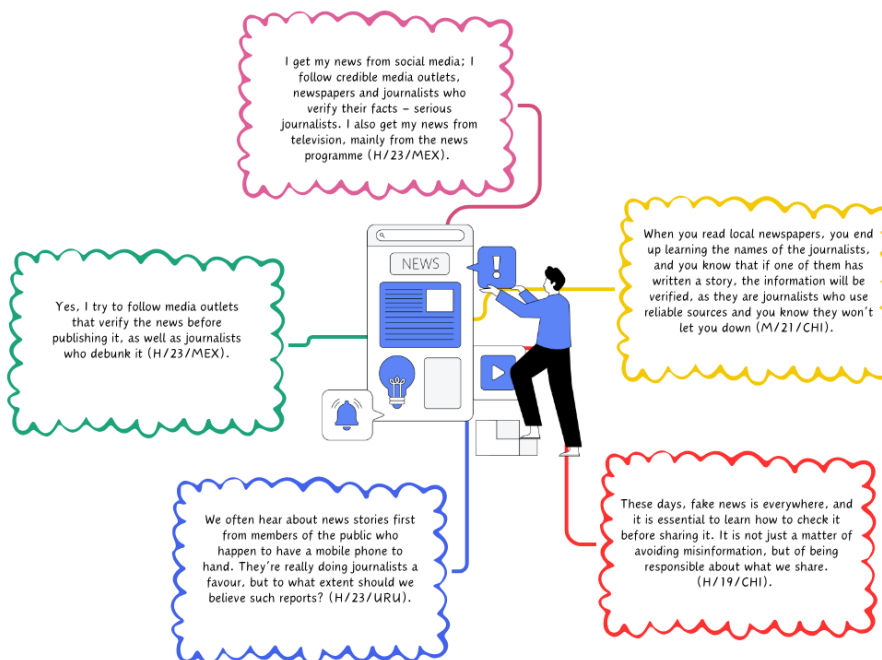 I get my news from social media; I
follow credible media outlets,
newspapers and journalists who
verify their facts – serious
journalists. I also get my news from
television, mainly from the news
programme (H/23/MEX).
When you read local newspapers, you end
up learning the names of the journalists,
and you know that if one of them has
written a story, the information will be
verified, as they are journalists who use
reliable sources and you know they won't
let you down (M/21/CHI).
NEWS
!
Yes, I try to follow media outlets
that verify the news before
publishing it, as well as journalists
who debunk it (H/23/MEX).
We often hear about news stories first
from members of the public who
happen to have a mobile phone to
hand. They're really doing journalists a
favour, but to what extent should we
believe such reports? (H/23/URU).
These days, fake news is everywhere, and
it is essential to learn how to check it
before sharing it. It is not just a matter of
avoiding misinformation, but of being
responsible about what we share.
(H/19/CHI).